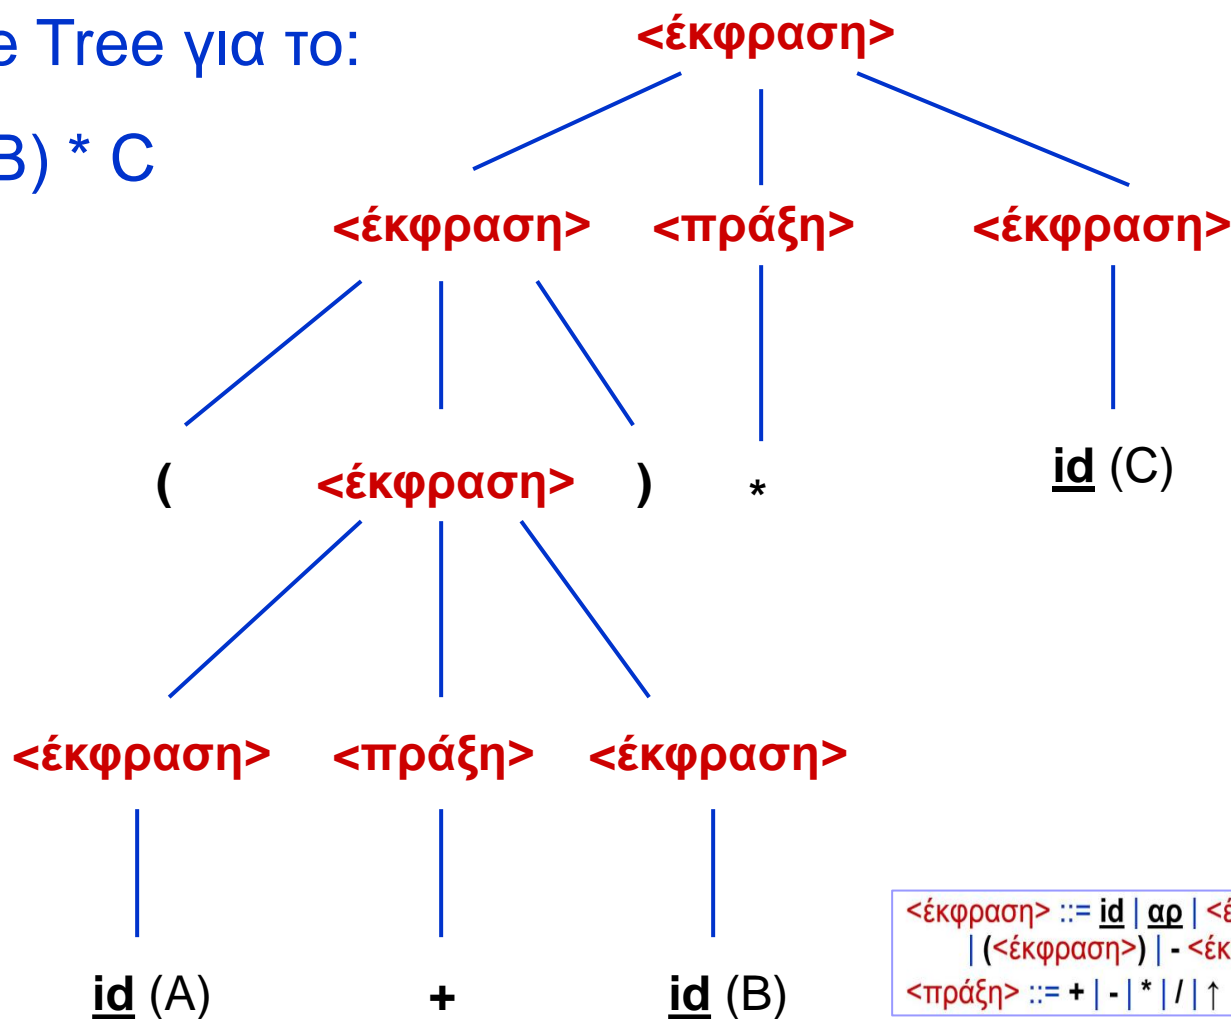 e Tree για το:
B) * C
<έκφραση>
<έκφραση> <πράξη> <έκφραση>
( <έκφραση> ) * id (C)
<έκφραση> <πράξη> <έκφραση>
id (A) + id (B)
<έκφραση> ::= id | αρ | <έ
| (<έκφραση>) | - <έκ
<πράξη> ::= + | - | * | / | ↑